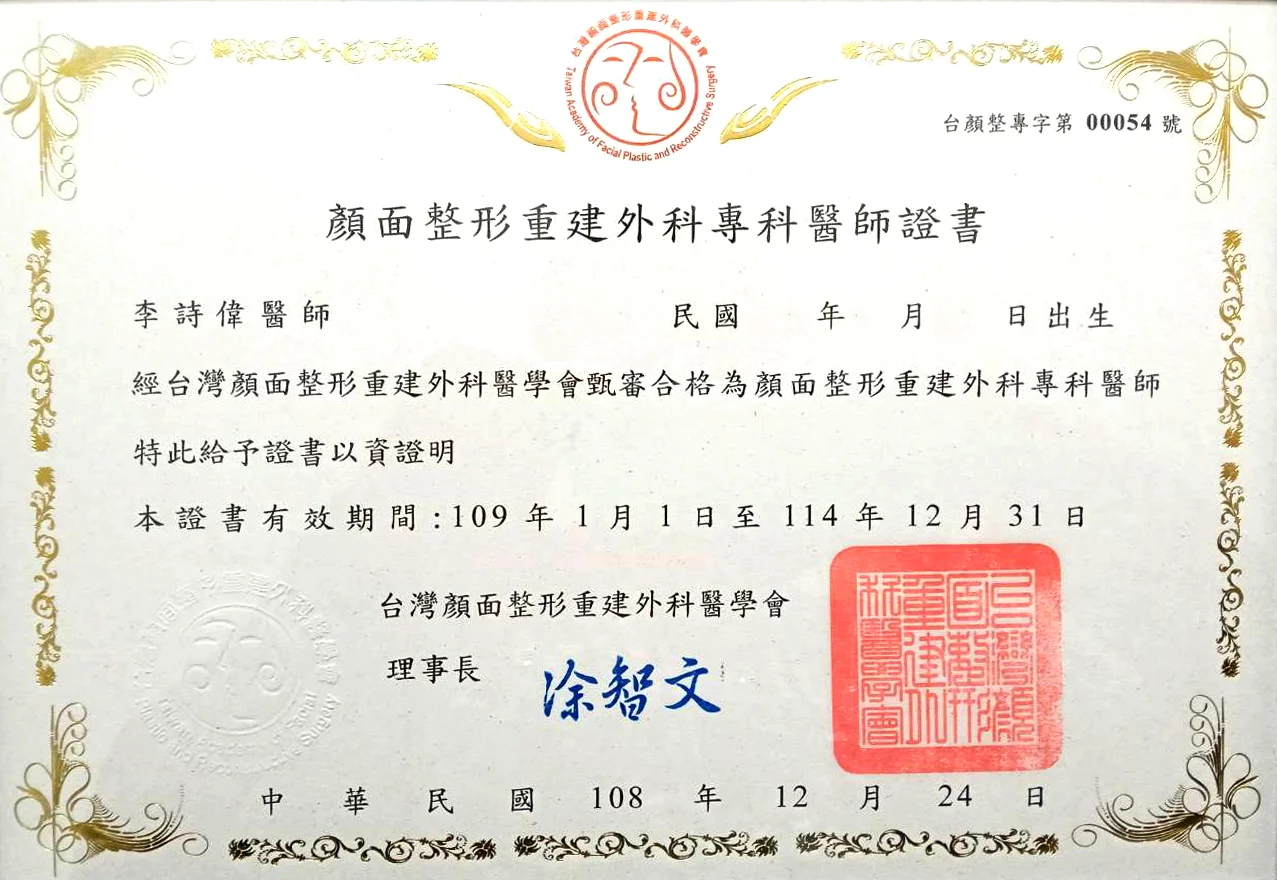 台灣顏面整形重建外科醫學會
Taiwan Academy of Facial Plastic and Reconstructive Surgery
台顏整專字第 00054 號
顏面整形重建外科專科醫師證書
李詩偉醫師 民國 年 月 日出生
經台灣顏面整形重建外科醫學會甄審合格為顏面整形重建外科專科醫師
特此給予證書以資證明
本證書有效期間:109 年 1 月 1 日至 114 年 12 月 31 日
台灣顏面整形重建外科醫學會
理事長 涂智文
台灣顏面整形重建外科醫學會
中華民國 108 年 12 月 24 日